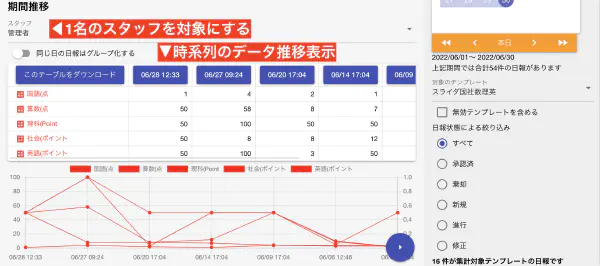 期間推移
スタッフ
管理者
◀1名のスタッフを対象にする
同じ日の日報はグループ化する
▼時系列のデータ推移表示
このテーブルをダウンロード 06/28 12:33 06/27 09:24 06/20 17:04 06/14 17:04 06/09
国語(点 1 4 2 1
算数(点 50 58 8 7
理科(Point 50 100 50 50
社会(ポイント 50 8 8 12
英語(ポイント 50 100 3 50
国語(点 算数(点 理科(Point 社会(ポイント 英語(ポイント
100 1.0
80 0.8
60 0.6
40 0.4
20 0.2
0 0.0
06/28 12:33 06/27 09:24 06/20 17:04 06/14 17:04 06/09 17:04 06/08 12:48 06/
27 28 29 30
本日
2022/06/01〜 2022/06/30
上記期間では合計54件の日報があります
対象のテンプレート
スライダ国社数理英
無効テンプレートを含める
日報状態による絞り込み
すべて
承認済
棄却
新規
進行
修正
16 件が集計対象テンプレートの日報です